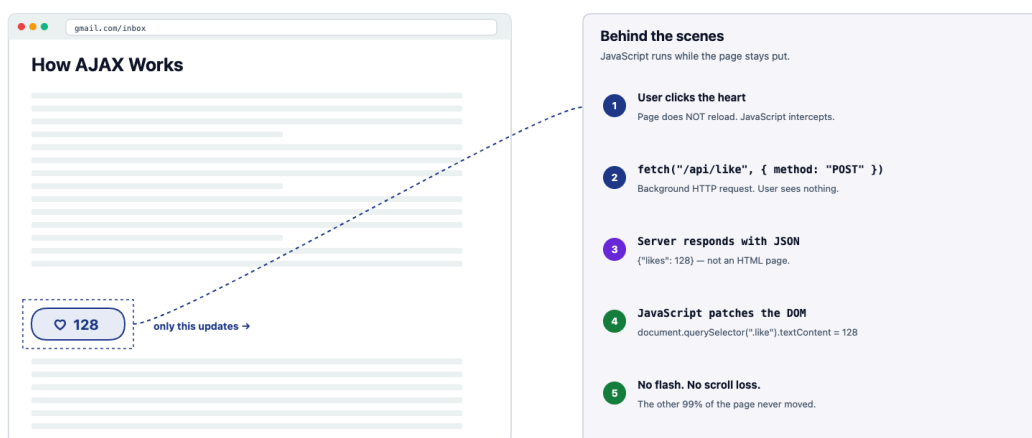 gmail.com/inbox
How AJAX Works
♡ 128
only this updates →
Behind the scenes
JavaScript runs while the page stays put.
1
User clicks the heart
Page does NOT reload. JavaScript intercepts.
2
fetch("/api/like", { method: "POST" })
Background HTTP request. User sees nothing.
3
Server responds with JSON
{"likes": 128} — not an HTML page.
4
JavaScript patches the DOM
document.querySelector(".like").textContent = 128
5
No flash. No scroll loss.
The other 99% of the page never moved.